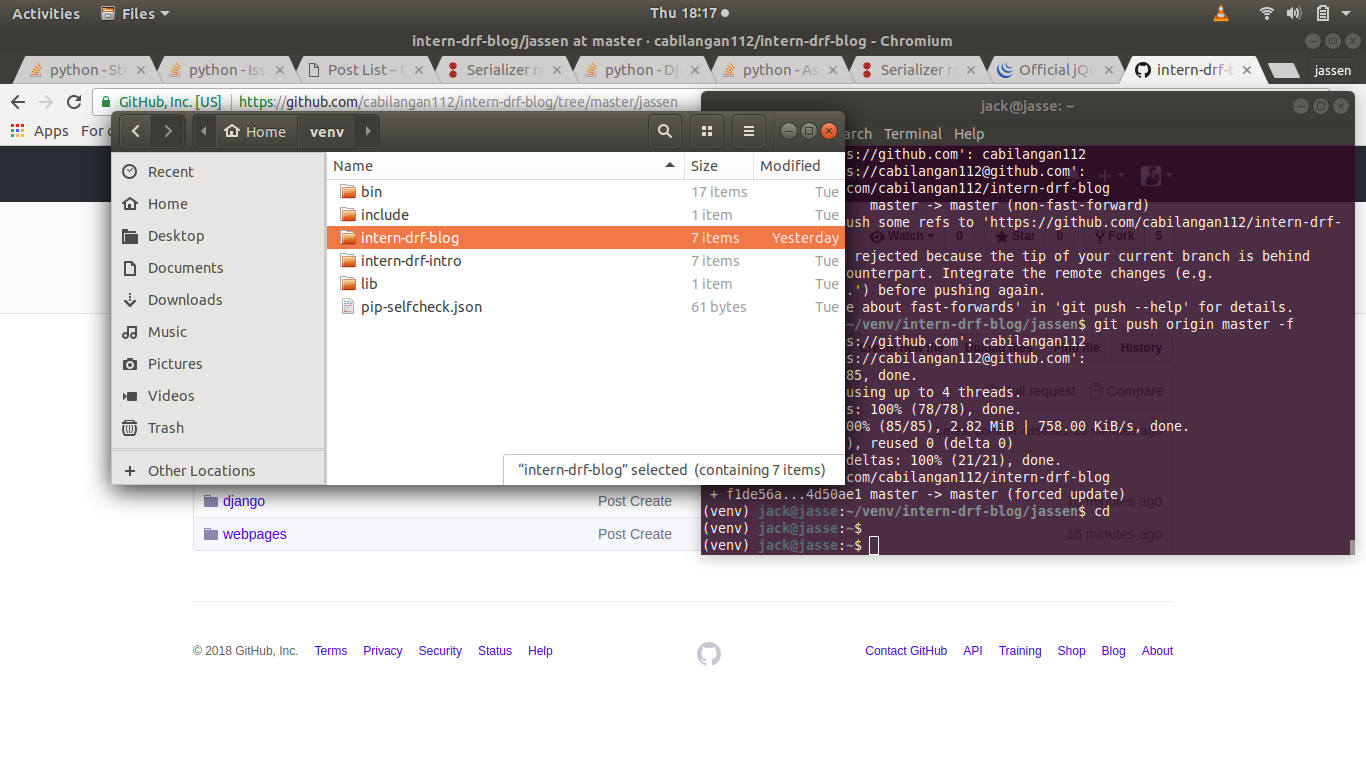 Activities Files Thu 18:17
intern-drf-blog/jassen at master · cabilangan112/intern-drf-blog - Chromium
python - St python - Iss Post List – D Serializer re python - Dj python - As Serializer re Official jQu intern-drf-b jassen
GitHub, Inc. [US] https://github.com/cabilangan112/intern-drf-blog/tree/master/jassen
Apps For
Home venv
Name Size Modified
Recent
Home
Desktop
Documents
Downloads
Music
Pictures
Videos
Trash
Other Locations
bin 17 items Tue
include 1 item Tue
intern-drf-blog 7 items Yesterday
intern-drf-intro 7 items Tue
lib 1 item Tue
pip-selfcheck.json 61 bytes Tue
“intern-drf-blog” selected (containing 7 items)
jack@jasse: ~
arch Terminal Help
s://github.com': cabilangan112
s://cabilangan112@github.com':
com/cabilangan112/intern-drf-blog
master -> master (non-fast-forward)
ush some refs to 'https://github.com/cabilangan112/intern-drf-
Watch 0 Star 0 Fork 5
rejected because the tip of your current branch is behind
ounterpart. Integrate the remote changes (e.g.
.') before pushing again.
e about fast-forwards' in 'git push --help' for details.
~/venv/intern-drf-blog/jassen$ git push origin master -f
s://github.com': cabilangan112
Create new file Upload files Find file History
s://cabilangan112@github.com':
85, done.
using up to 4 threads.
Pull request Compare
s: 100% (78/78), done.
00% (85/85), 2.82 MiB | 758.00 KiB/s, done.
), reused 0 (delta 0)
deltas: 100% (21/21), done.
com/cabilangan112/intern-drf-blog
+ f1de56a...4d50ae1 master -> master (forced update)
(venv) jack@jasse:~/venv/intern-drf-blog/jassen$ cd
(venv) jack@jasse:~$
(venv) jack@jasse:~$
django Post Create 16 minutes ago
webpages Post Create 16 minutes ago
© 2018 GitHub, Inc. Terms Privacy Security Status Help Contact GitHub API Training Shop Blog About